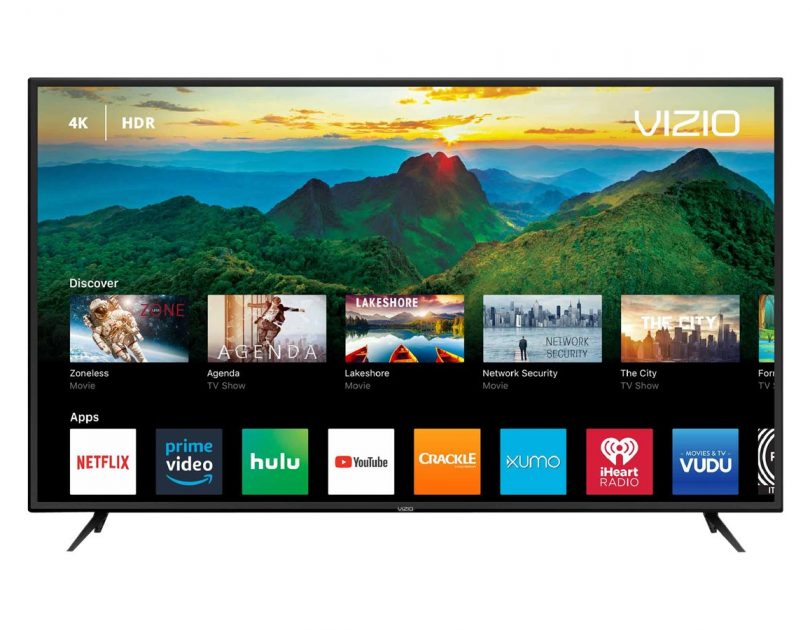 4K | HDR
VIZIO
Discover
ZONE
AGENDA
LAKESHORE
NETWORK
SECURITY
THE CITY
Zoneless
Movie
Agenda
TV Show
Lakeshore
Movie
Network Security
Movie
The City
TV Show
TV
Apps
NETFLIX
prime
video
hulu
YouTube
CRACKLE
XUMO
iHeart
RADIO
MOVIES & TV
VUDU
VIZIO